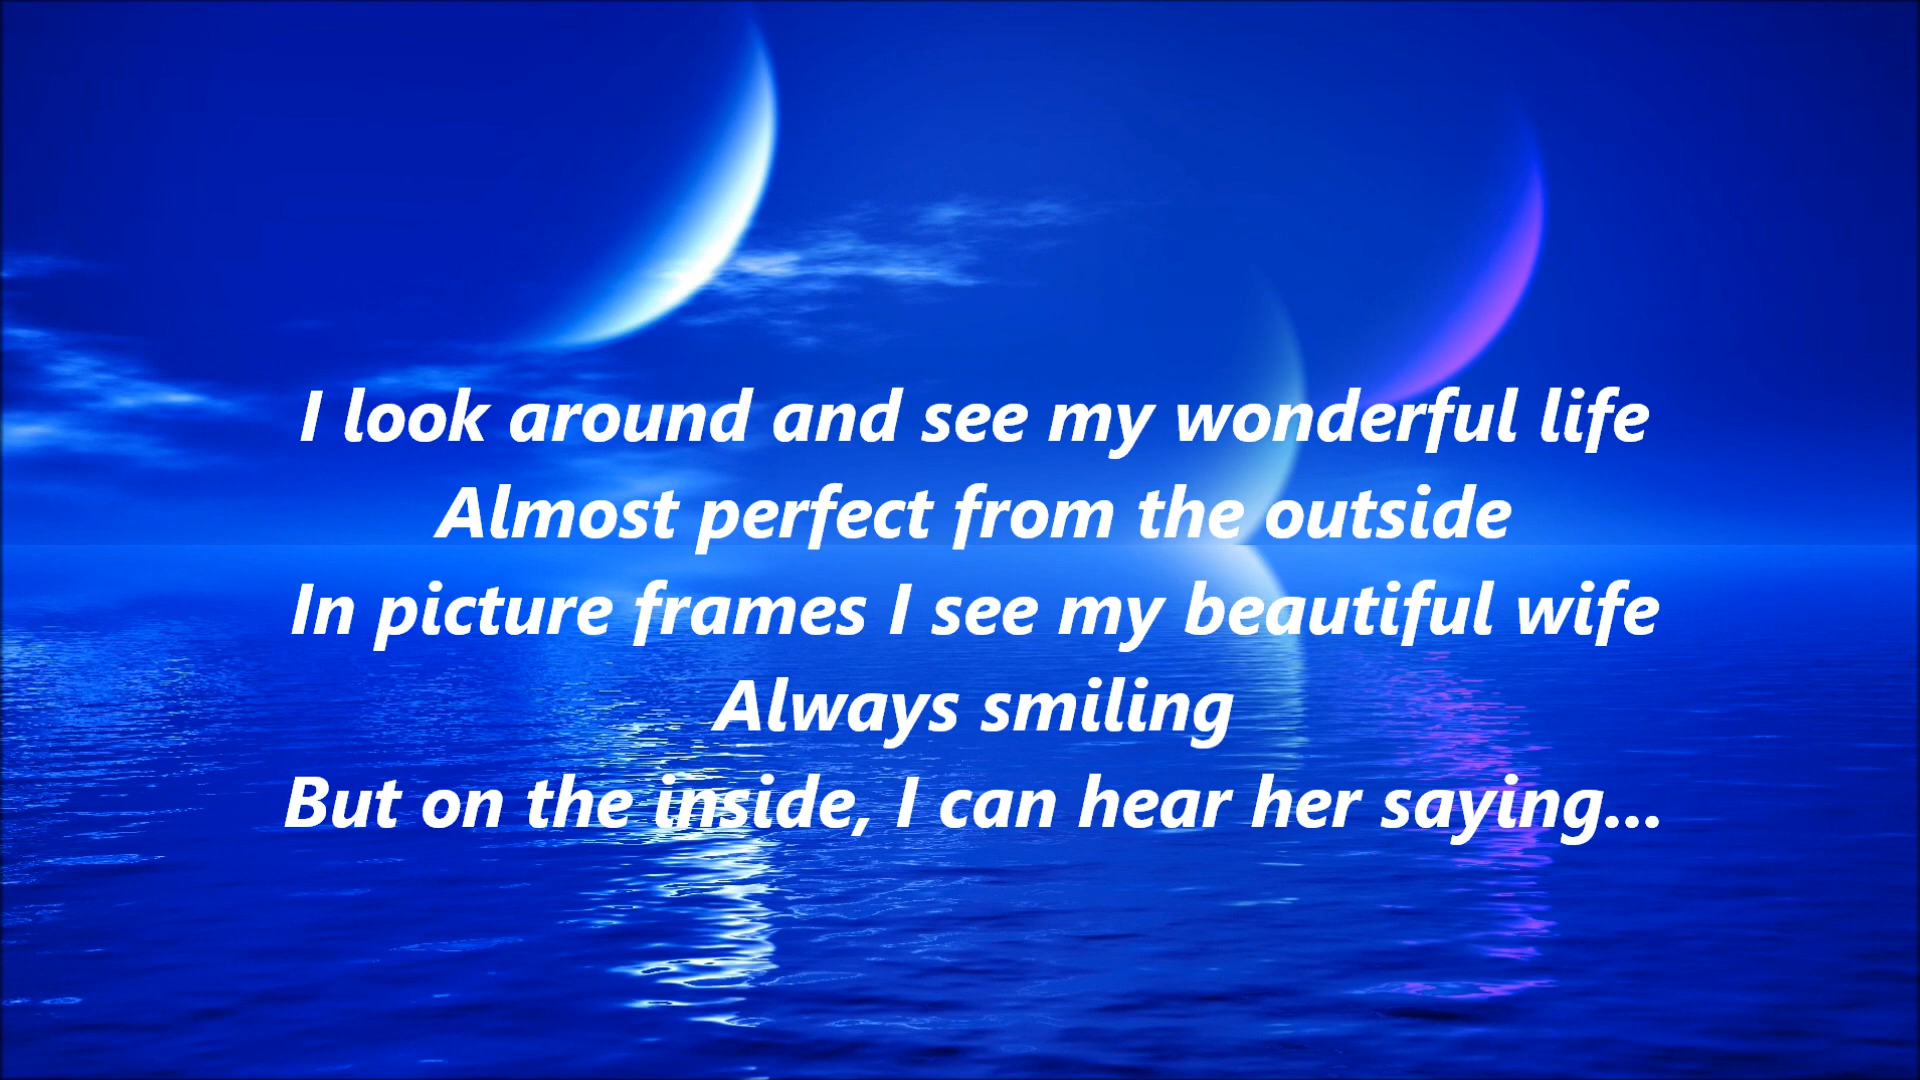 I look around and see my wonderful life
Almost perfect from the outside
In picture frames I see my beautiful wife
Always smiling
But on the inside, I can hear her saying...